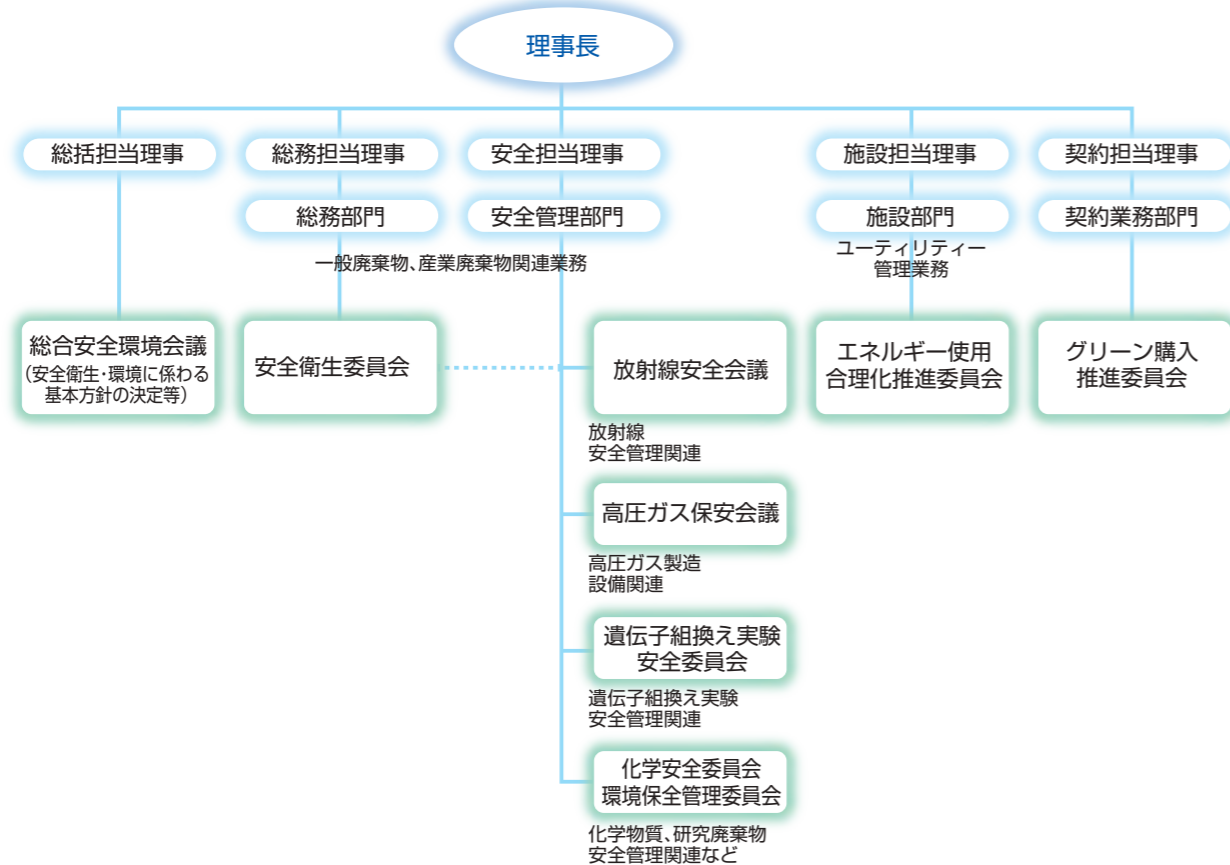 理事長
総括担当理事
総務担当理事
安全担当理事
施設担当理事
契約担当理事
総務部門
安全管理部門
施設部門
契約業務部門
一般廃棄物、産業廃棄物関連業務
ユーティリティー
管理業務
総合安全環境会議
(安全衛生・環境に係わる
基本方針の決定等)
安全衛生委員会
放射線安全会議
エネルギー使用
合理化推進委員会
グリーン購入
推進委員会
放射線
安全管理関連
高圧ガス保安会議
高圧ガス製造
設備関連
遺伝子組換え実験
安全委員会
遺伝子組換え実験
安全管理関連
化学安全委員会
環境保全管理委員会
化学物質、研究廃棄物
安全管理関連など